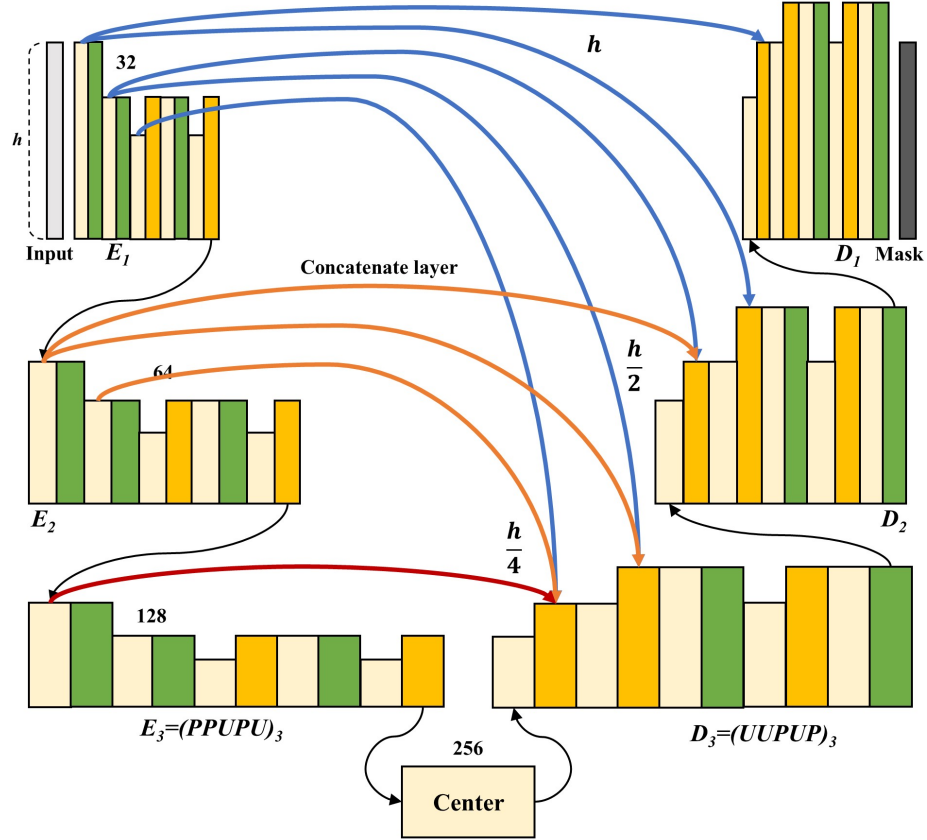 h
32
h
Input
E₁
D₁
Mask
Concatenate layer
h/2
64
E₂
D₂
h/4
128
E₃=(PPUPU)₃
D₃=(UUPUP)₃
256
Center